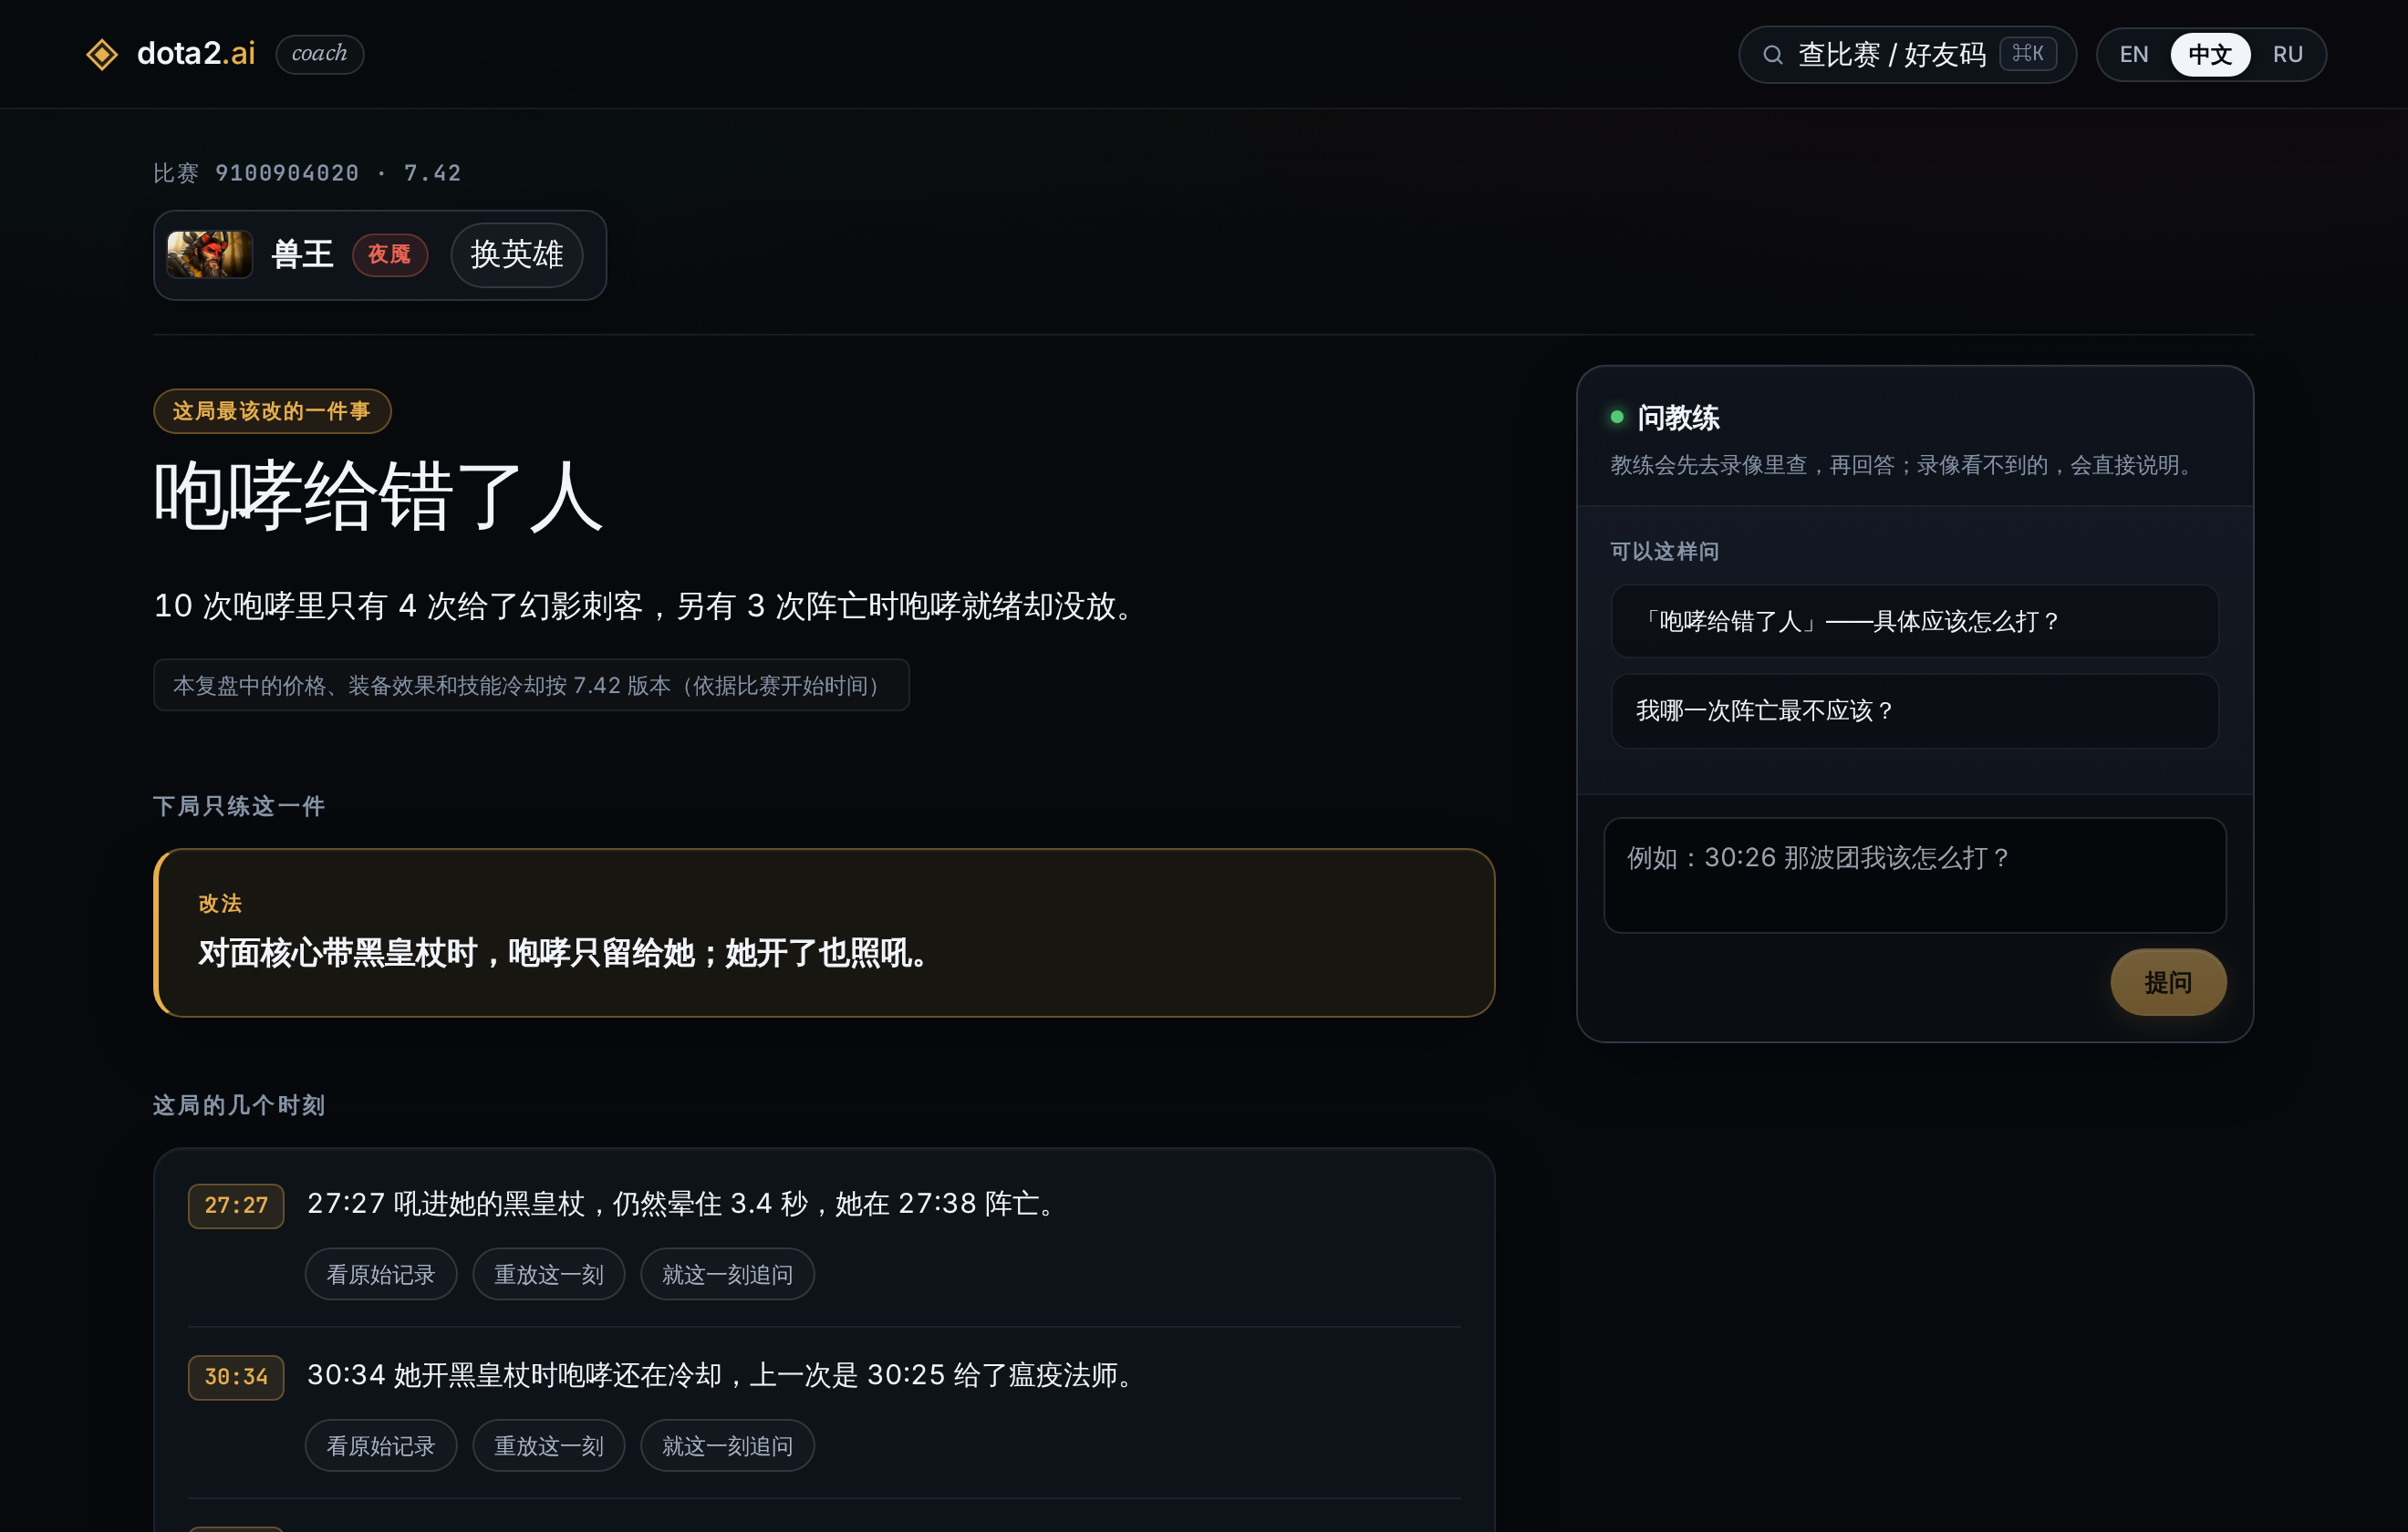 dota2.ai coach 查比赛 / 好友码 ⌘K EN 中文 RU
比赛 9100904020 · 7.42
兽王 夜魇 换英雄
这局最该改的一件事
咆哮给错了人
10 次咆哮里只有 4 次给了幻影刺客，另有 3 次阵亡时咆哮就绪却没放。
本复盘中的价格、装备效果和技能冷却按 7.42 版本（依据比赛开始时间）
下局只练这一件
改法
对面核心带黑皇杖时，咆哮只留给她；她开了也照吼。
这局的几个时刻
27:27 27:27 吼进她的黑皇杖，仍然晕住 3.4 秒，她在 27:38 阵亡。
看原始记录 重放这一刻 就这一刻追问
30:34 30:34 她开黑皇杖时咆哮还在冷却，上一次是 30:25 给了瘟疫法师。
看原始记录 重放这一刻 就这一刻追问
问教练
教练会先去录像里查，再回答；录像看不到的，会直接说明。
可以这样问
「咆哮给错了人」——具体应该怎么打？
我哪一次阵亡最不应该？
例如：30:26 那波团我该怎么打？
提问